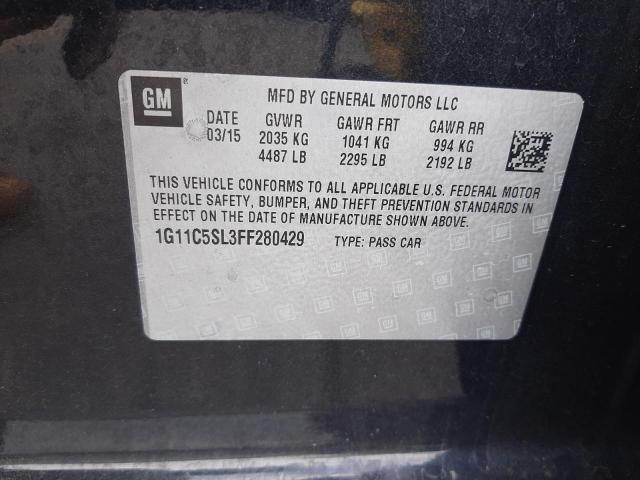 GM
MFD BY GENERAL MOTORS LLC
DATE GVWR GAWR FRT GAWR RR
03/15 2035 KG 1041 KG 994 KG
4487 LB 2295 LB 2192 LB
THIS VEHICLE CONFORMS TO ALL APPLICABLE U.S. FEDERAL MOTOR
VEHICLE SAFETY, BUMPER, AND THEFT PREVENTION STANDARDS IN
EFFECT ON THE DATE OF MANUFACTURE SHOWN ABOVE.
1G11C5SL3FF280429 TYPE: PASS CAR